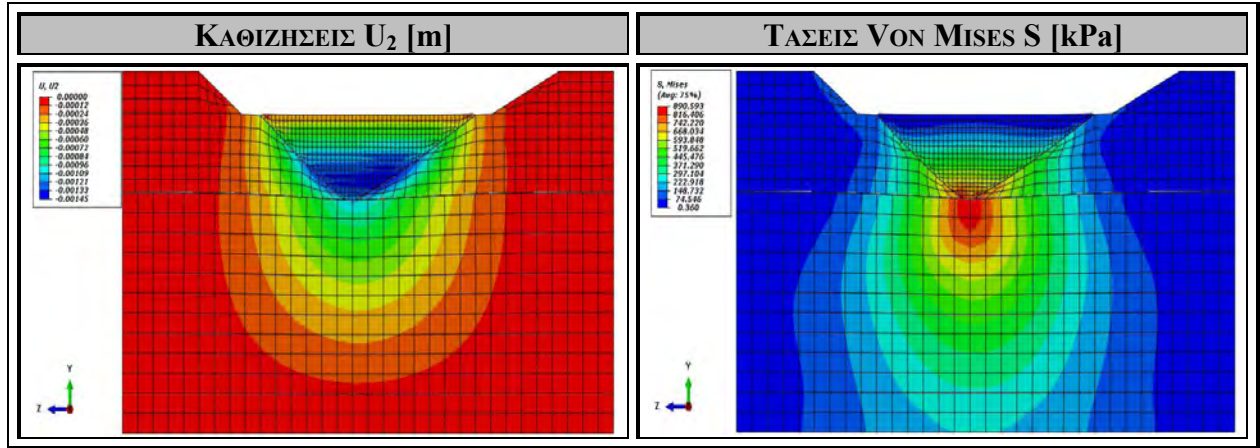 ΚΑΘΙΖΗΣΕΙΣ U2 [m]
ΤΑΣΕΙΣ VON MISES S [kPa]
U, U2
0.00000
-0.00012
-0.00024
-0.00036
-0.00048
-0.00060
-0.00072
-0.00084
-0.00096
-0.00109
-0.00121
-0.00133
-0.00145
Y
Z
S, Mises
(Avg: 75%)
890.593
816.406
742.220
668.034
593.848
519.662
445.476
371.290
297.104
222.918
148.732
74.546
0.360
Y
Z